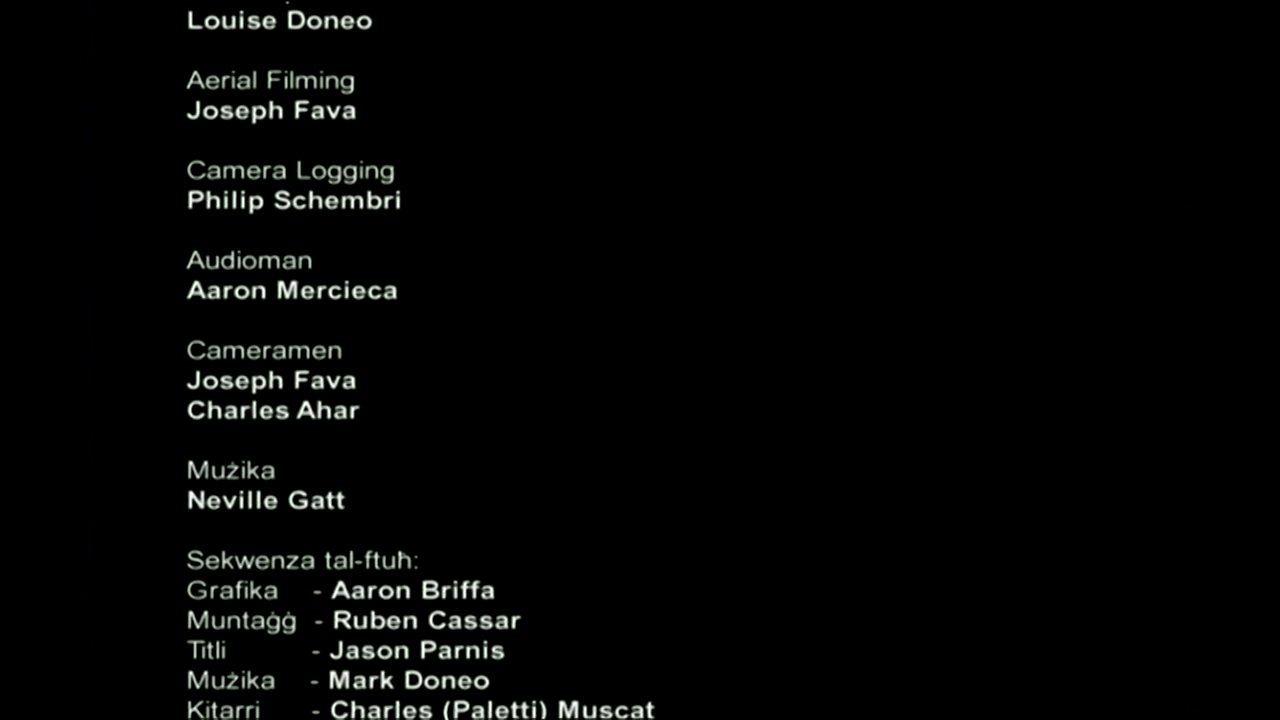 Louise Doneo
Aerial Filming
Joseph Fava
Camera Logging
Philip Schembri
Audioman
Aaron Mercieca
Cameramen
Joseph Fava
Charles Ahar
Mużika
Neville Gatt
Sekwenza tal-ftuħ:
Grafika - Aaron Briffa
Muntaġġ - Ruben Cassar
Titli - Jason Parnis
Mużika - Mark Doneo
Kitarri - Charles (Paletti) Muscat